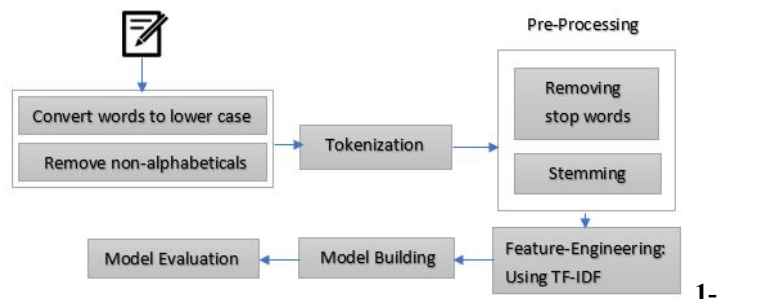 Pre-Processing
Convert words to lower case
Remove non-alphabeticals
Tokenization
Removing
stop words
Stemming
Feature-Engineering:
Using TF-IDF
Model Building
Model Evaluation
1-